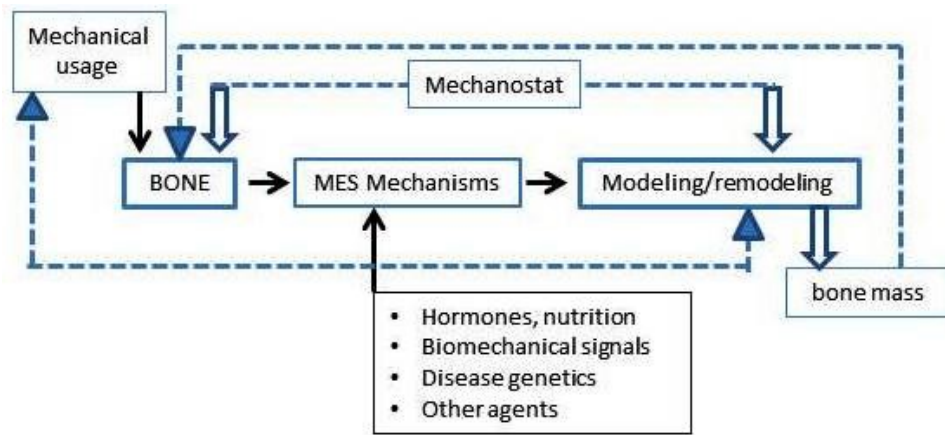 Mechanical
usage
Mechanostat
BONE
MES Mechanisms
Modeling/remodeling
bone mass
• Hormones, nutrition
• Biomechanical signals
• Disease genetics
• Other agents